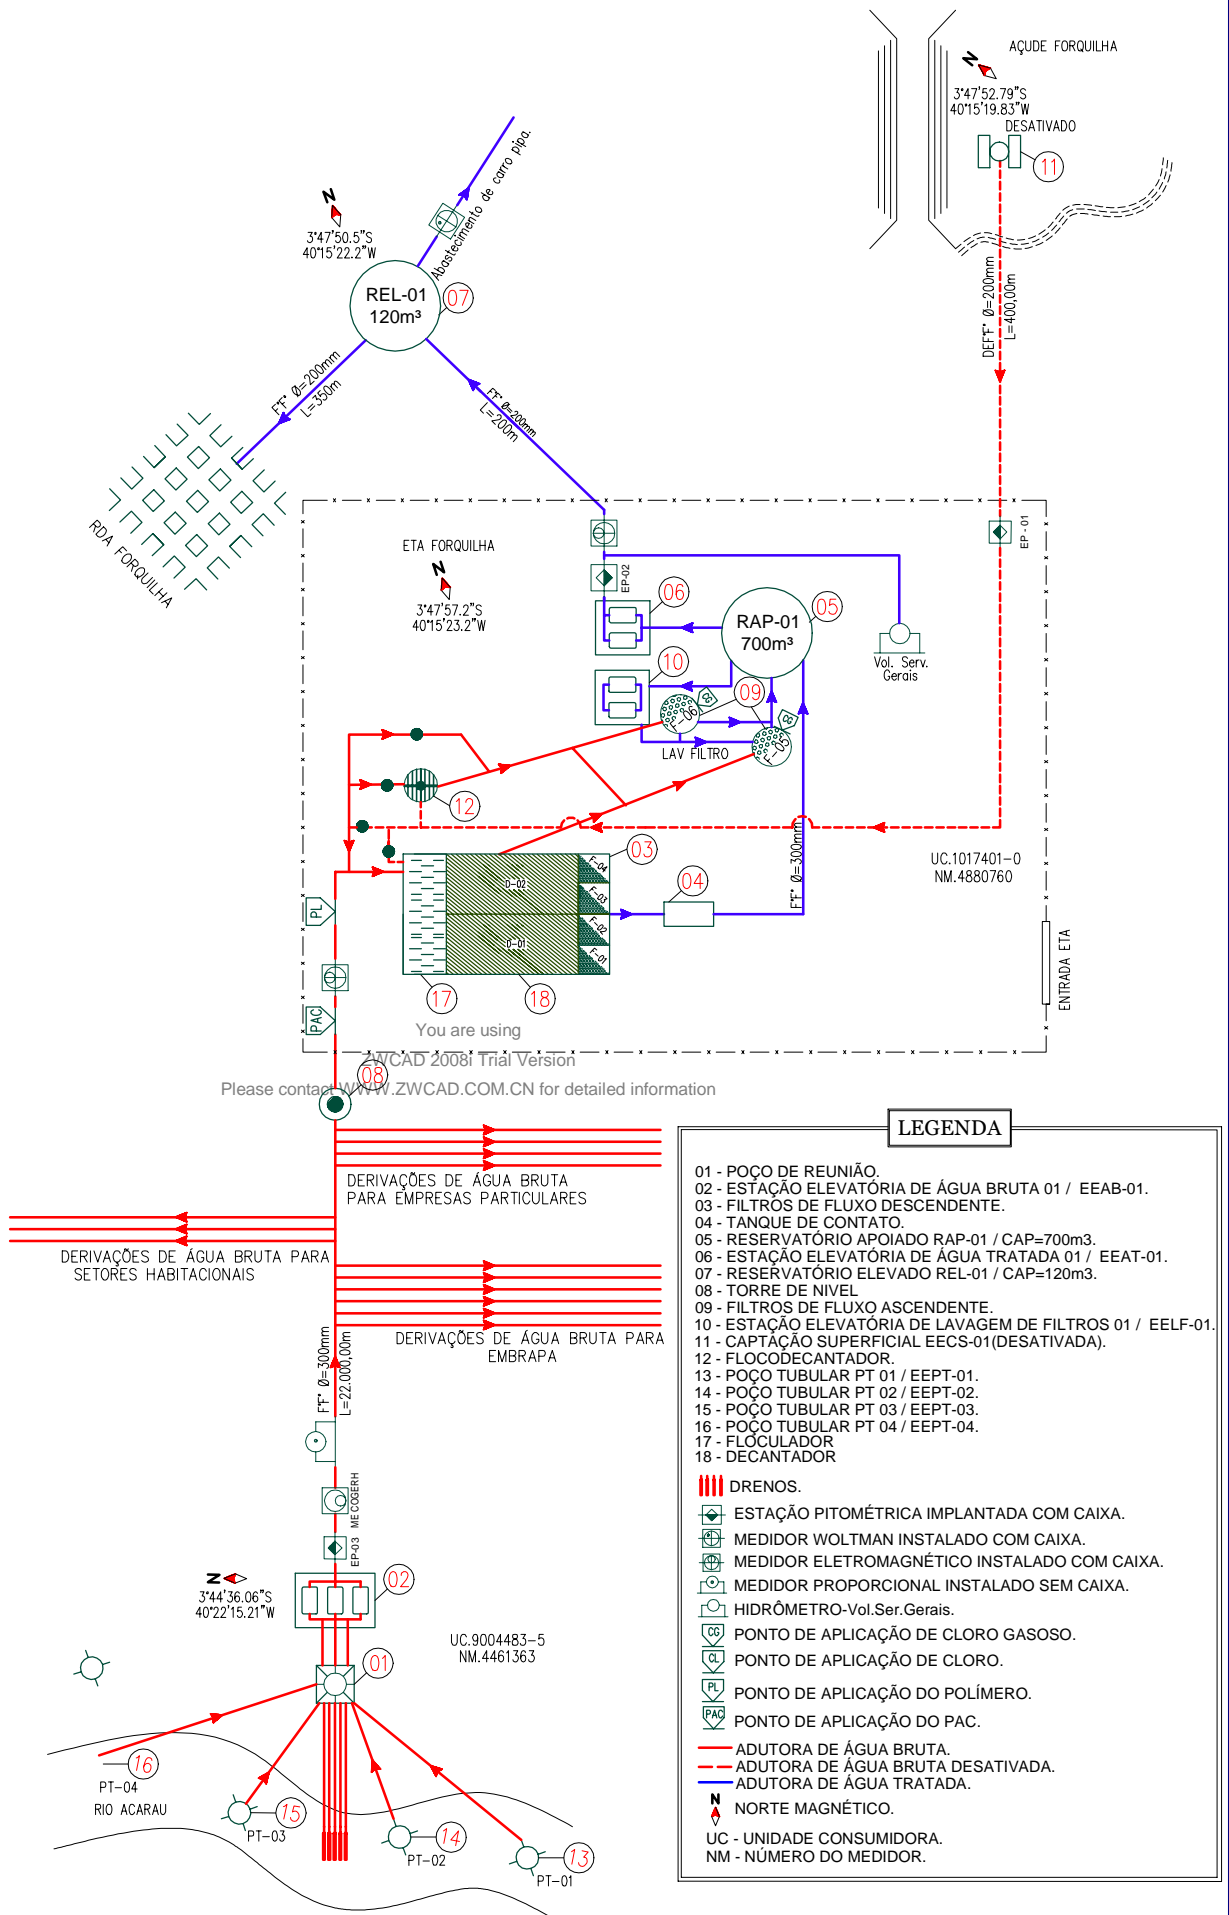 AÇUDE FORQUILHA
N
3°47'52.79"S
40°15'19.83"W
DESATIVADO
11
Abastecimento de carro pipa.
N
3°47'50.5"S
40°15'22.2"W
REL-01
120m³
07
DEF°F° Ø=200mm
L=400,00m
F°F° Ø=200mm
L=350m
F°F° Ø=200mm
L=200m
RDA FORQUILHA
ETA FORQUILHA
N
3°47'57.2"S
40°15'23.2"W
EP-02
EP-01
06
RAP-01
700m³
05
Vol. Serv.
Gerais
10
09
CG
F-06
CG
F-05
LAV FILTRO
12
F°F° Ø=300mm
UC.1017401-0
NM.4880760
03
04
F-04
F-03
F-02
F-01
D-02
D-01
PL
17
18
PAC
ENTRADA ETA
You are using
ZWCAD 2008i Trial Version
Please contact WWW.ZWCAD.COM.CN for detailed information
08
DERIVAÇÕES DE ÁGUA BRUTA
PARA EMPRESAS PARTICULARES
DERIVAÇÕES DE ÁGUA BRUTA PARA
SETORES HABITACIONAIS
DERIVAÇÕES DE ÁGUA BRUTA PARA
EMBRAPA
F°F° Ø=300mm
L=22.000,00m
ME COGERH
EP-03
N
3°44'36.06"S
40°22'15.21"W
02
UC.9004483-5
NM.4461363
01
16
PT-04
RIO ACARAU
15
PT-03
14
PT-02
13
PT-01
LEGENDA
01 - POÇO DE REUNIÃO.
02 - ESTAÇÃO ELEVATÓRIA DE ÁGUA BRUTA 01 / EEAB-01.
03 - FILTROS DE FLUXO DESCENDENTE.
04 - TANQUE DE CONTATO.
05 - RESERVATÓRIO APOIADO RAP-01 / CAP=700m3.
06 - ESTAÇÃO ELEVATÓRIA DE ÁGUA TRATADA 01 / EEAT-01.
07 - RESERVATÓRIO ELEVADO REL-01 / CAP=120m3.
08 - TORRE DE NIVEL
09 - FILTROS DE FLUXO ASCENDENTE.
10 - ESTAÇÃO ELEVATÓRIA DE LAVAGEM DE FILTROS 01 / EELF-01.
11 - CAPTAÇÃO SUPERFICIAL EECS-01(DESATIVADA).
12 - FLOCODECANTADOR.
13 - POÇO TUBULAR PT 01 / EEPT-01.
14 - POÇO TUBULAR PT 02 / EEPT-02.
15 - POÇO TUBULAR PT 03 / EEPT-03.
16 - POÇO TUBULAR PT 04 / EEPT-04.
17 - FLOCULADOR
18 - DECANTADOR
DRENOS.
ESTAÇÃO PITOMÉTRICA IMPLANTADA COM CAIXA.
MEDIDOR WOLTMAN INSTALADO COM CAIXA.
MEDIDOR ELETROMAGNÉTICO INSTALADO COM CAIXA.
MEDIDOR PROPORCIONAL INSTALADO SEM CAIXA.
HIDRÔMETRO-Vol.Ser.Gerais.
CG PONTO DE APLICAÇÃO DE CLORO GASOSO.
CL PONTO DE APLICAÇÃO DE CLORO.
PL PONTO DE APLICAÇÃO DO POLÍMERO.
PAC PONTO DE APLICAÇÃO DO PAC.
ADUTORA DE ÁGUA BRUTA.
ADUTORA DE ÁGUA BRUTA DESATIVADA.
ADUTORA DE ÁGUA TRATADA.
N NORTE MAGNÉTICO.
UC - UNIDADE CONSUMIDORA.
NM - NÚMERO DO MEDIDOR.